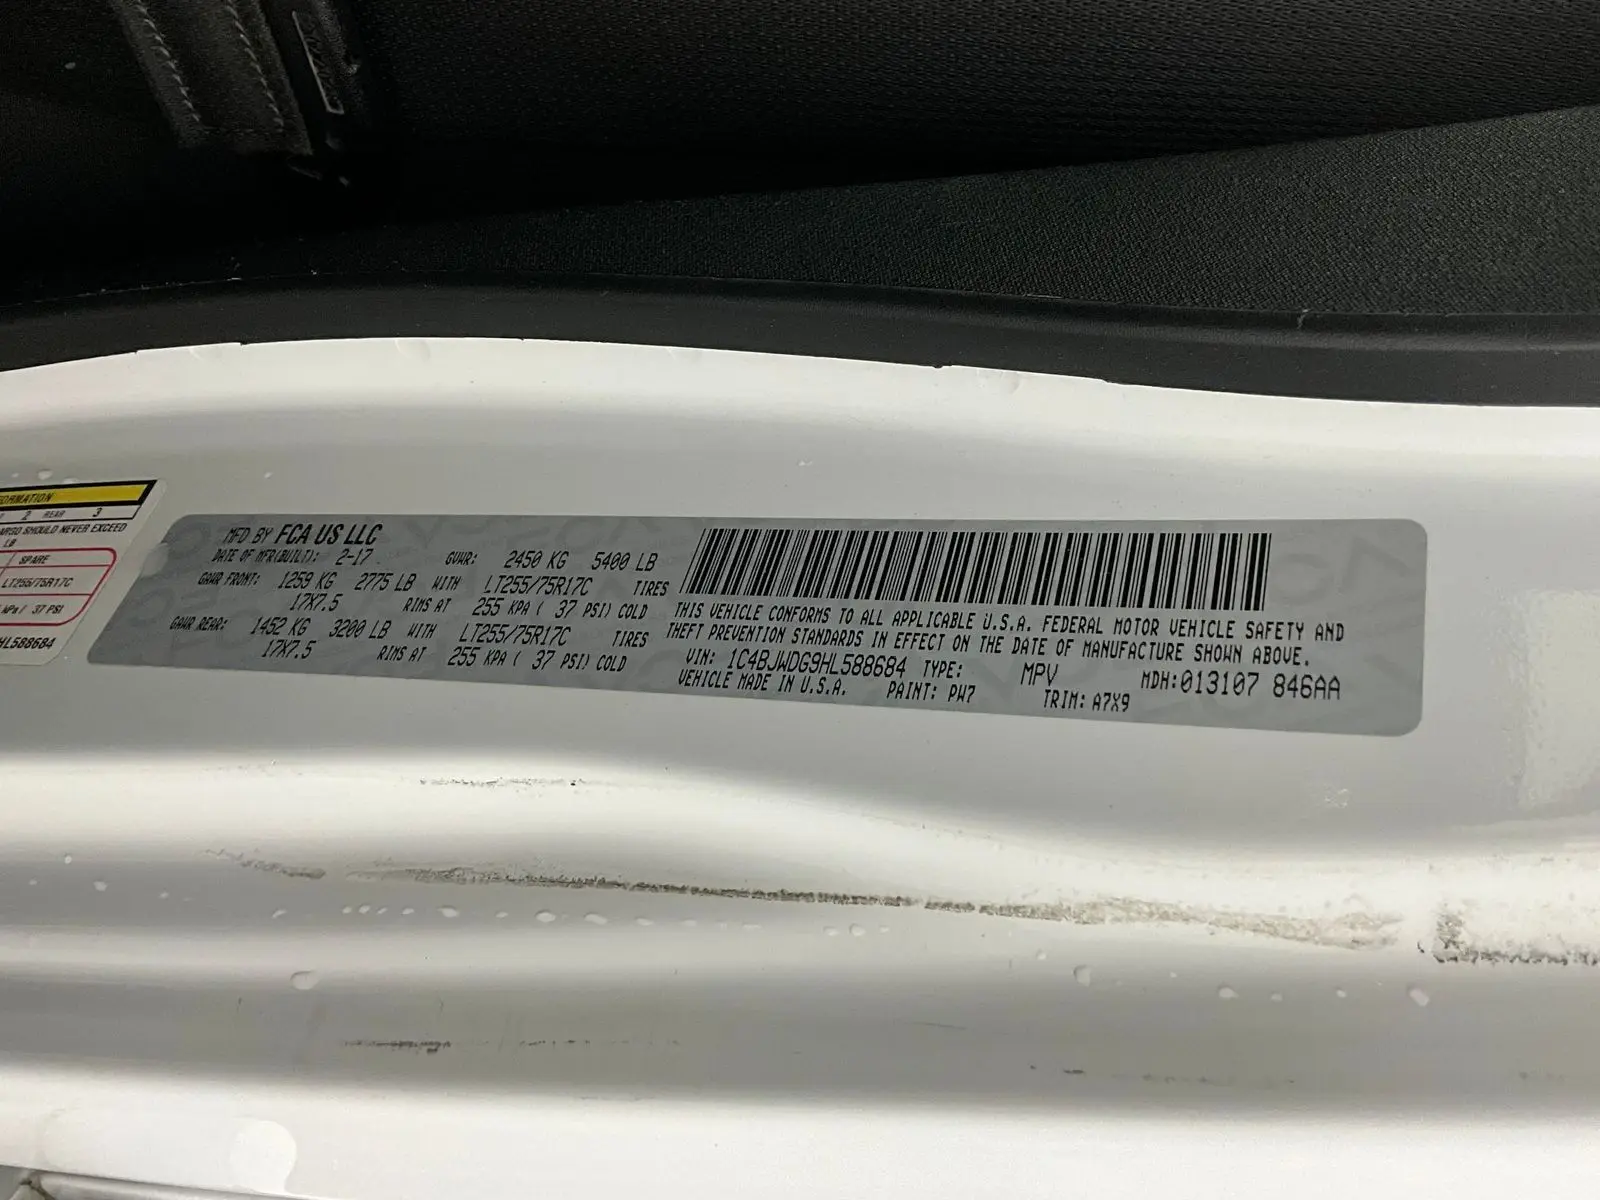 ORMATION
2 REAR 3
ARGO SHOULD NEVER EXCEED
LB
SPARE
LT255/75R17C
kPa / 37 PSI
HL588684
MFD BY FCA US LLC
DATE OF MFR(BUILT): 2-17 GVWR: 2450 KG 5400 LB
GAWR FRONT: 1259 KG 2775 LB WITH LT255/75R17C TIRES
17X7.5 RIMS AT 255 KPA ( 37 PSI) COLD
GAWR REAR: 1452 KG 3200 LB WITH LT255/75R17C TIRES
17X7.5 RIMS AT 255 KPA ( 37 PSI) COLD
THIS VEHICLE CONFORMS TO ALL APPLICABLE U.S.A. FEDERAL MOTOR VEHICLE SAFETY AND
THEFT PREVENTION STANDARDS IN EFFECT ON THE DATE OF MANUFACTURE SHOWN ABOVE.
VIN: 1C4BJWDG9HL588684 TYPE: MPV MDH:013107 846AA
VEHICLE MADE IN U.S.A. PAINT: PW7 TRIM: A7X9